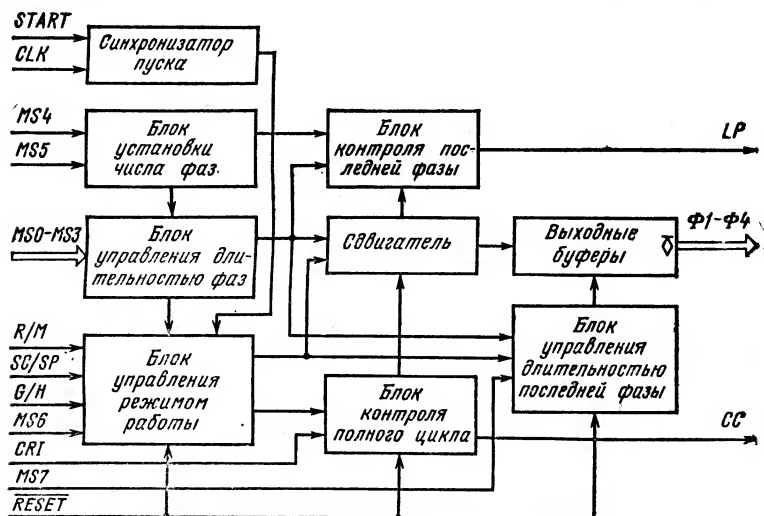 START
CLK
Синхронизатор
пуска
MS4
MS5
Блок
установки
числа фаз
Блок
контроля пос-
ледней фазы
LP
MS0-MS3
Блок
управления дли-
тельностью фаз
Сдвигатель
Выходные
буферы
Ф1-Ф4
R/M
SC/SP
G/H
MS6
CRI
MS7
RESET
Блок
управления
режимом
работы
Блок
контроля
полного цикла
Блок
управления
длительностью
последней фазы
CC